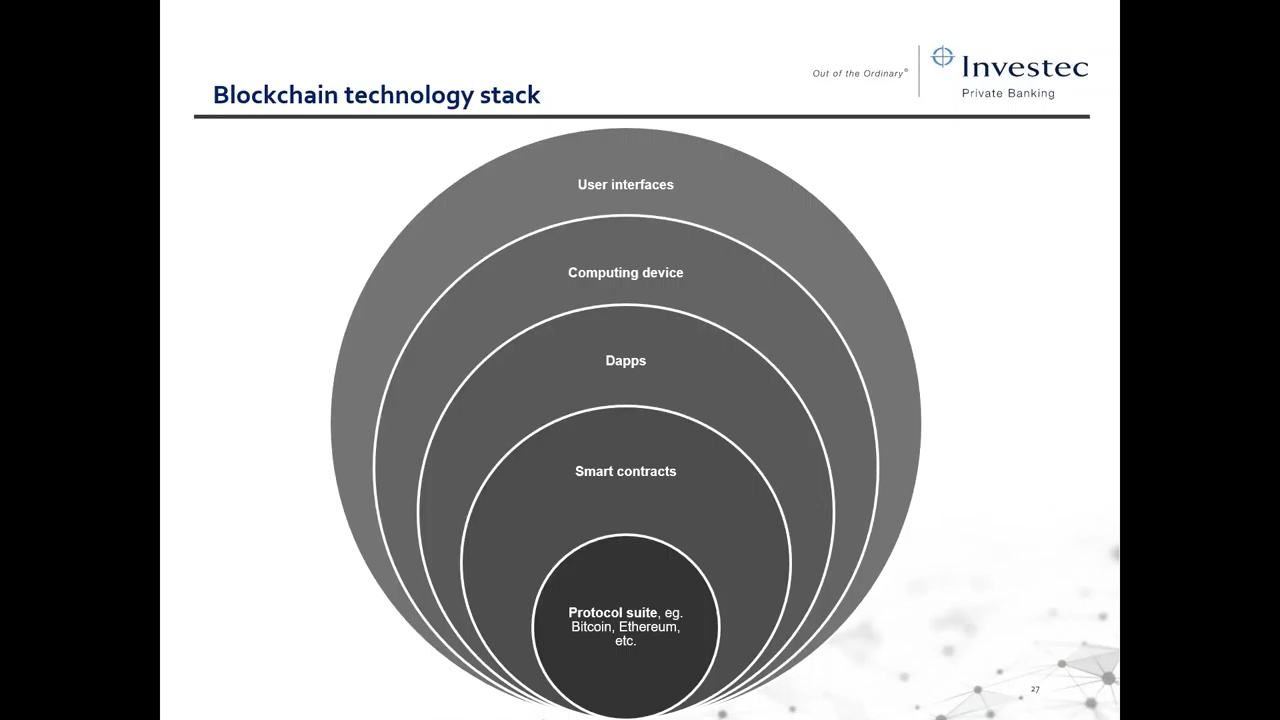 Out of the Ordinary®
Investec
Private Banking
Blockchain technology stack
User interfaces
Computing device
Dapps
Smart contracts
Protocol suite, eg.
Bitcoin, Ethereum,
etc.
27